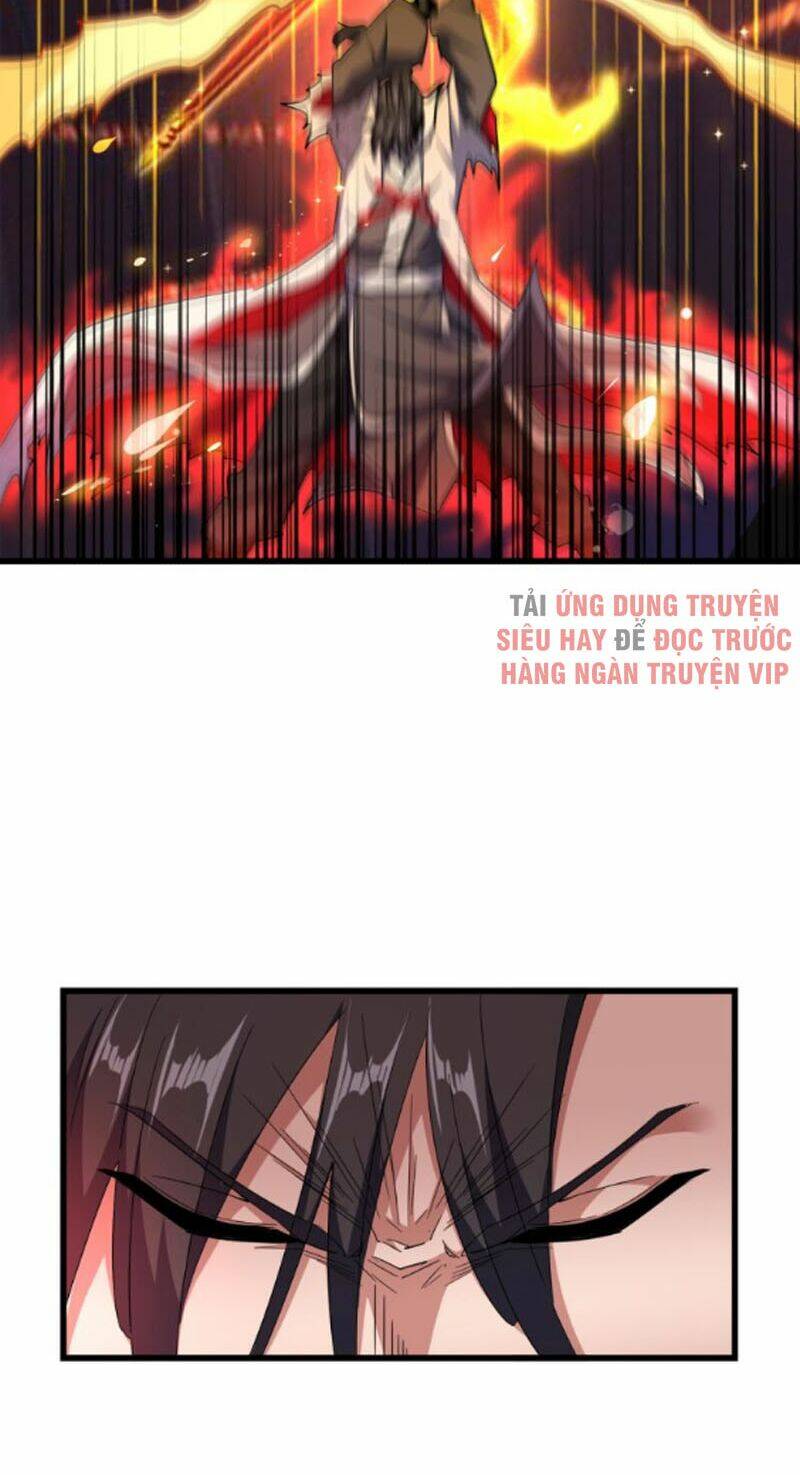 TẢI ỨNG DỤNG TRUYỆN
SIÊU HAY ĐỂ ĐỌC TRƯỚC
HÀNG NGÀN TRUYỆN VIP